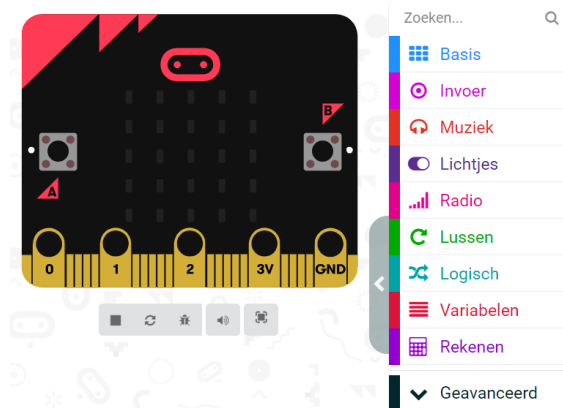 Zoeken...
Basis
Invoer
Muziek
Lichtjes
Radio
Lussen
Logisch
Variabelen
Rekenen
Geavanceerd
B
A
0 1 2 3V GND